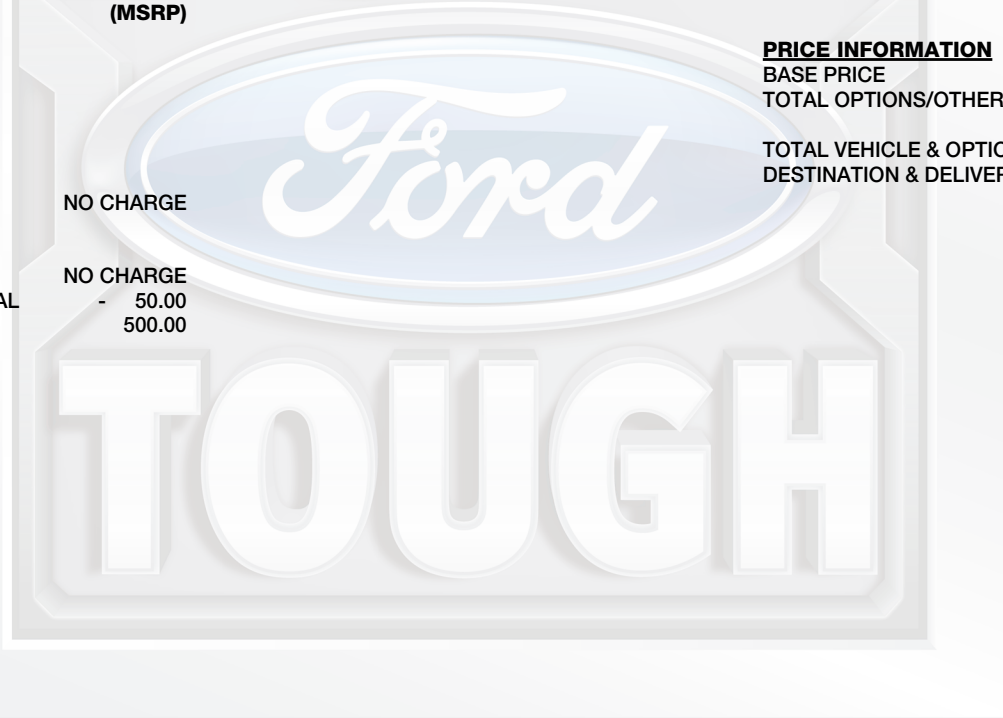 (MSRP)
PRICE INFORMATION
BASE PRICE
TOTAL OPTIONS/OTHER
TOTAL VEHICLE & OPTIO
DESTINATION & DELIVER
NO CHARGE
NO CHARGE
AL - 50.00
500.00
Ford
TOUGH